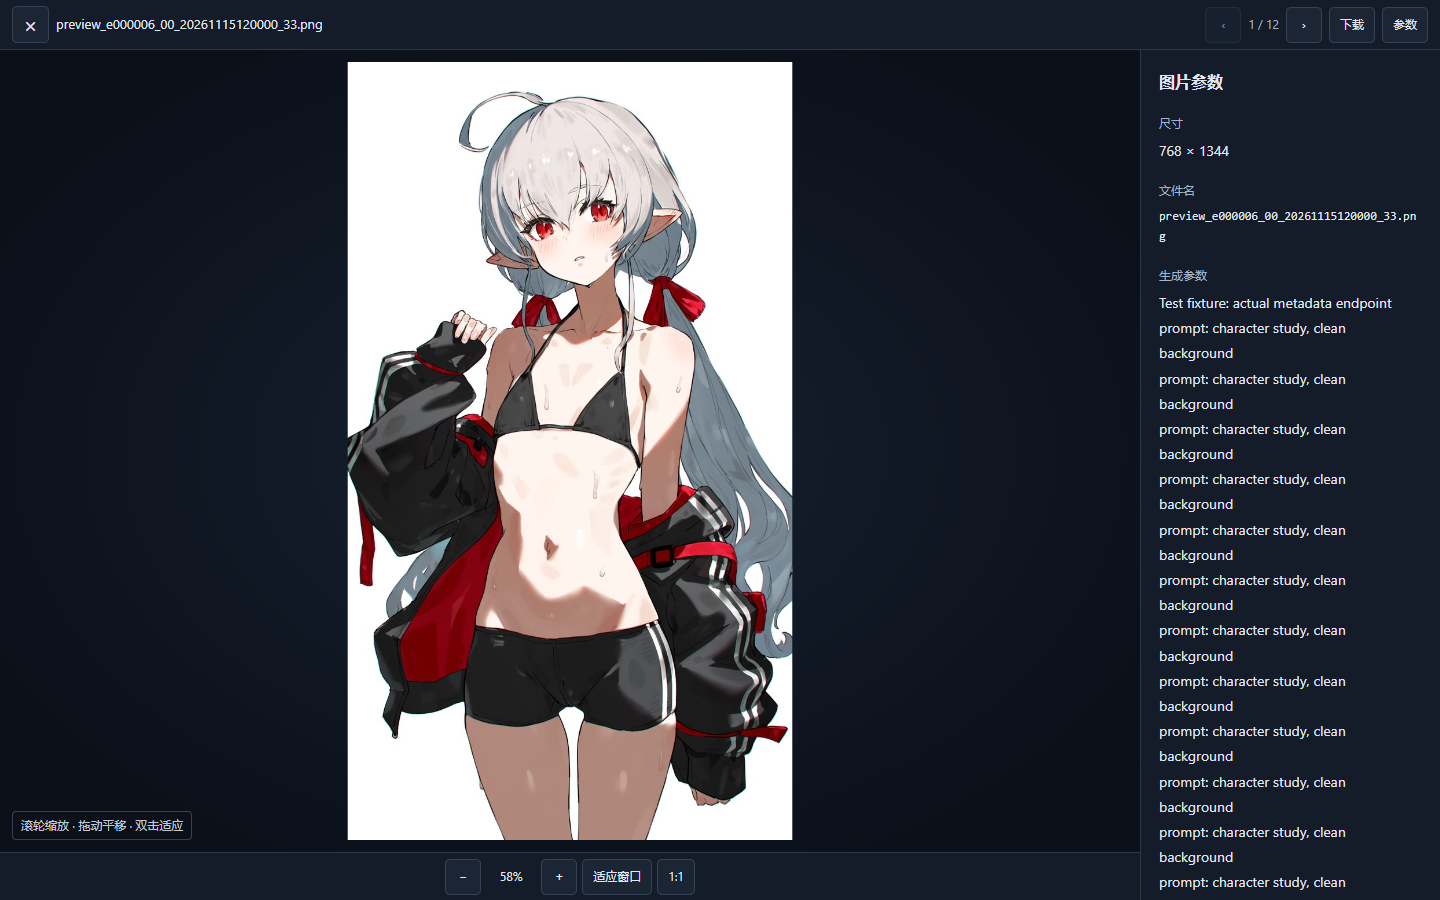 ✕ preview_e000006_00_20261115120000_33.png
‹ 1 / 12 › 下载 参数
图片参数
尺寸
768 × 1344
文件名
preview_e000006_00_20261115120000_33.pn
g
生成参数
Test fixture: actual metadata endpoint
prompt: character study, clean
background
prompt: character study, clean
background
prompt: character study, clean
background
prompt: character study, clean
background
prompt: character study, clean
background
prompt: character study, clean
background
prompt: character study, clean
background
prompt: character study, clean
background
prompt: character study, clean
background
prompt: character study, clean
background
prompt: character study, clean
background
prompt: character study, clean
滚轮缩放 · 拖动平移 · 双击适应
− 58% + 适应窗口 1:1